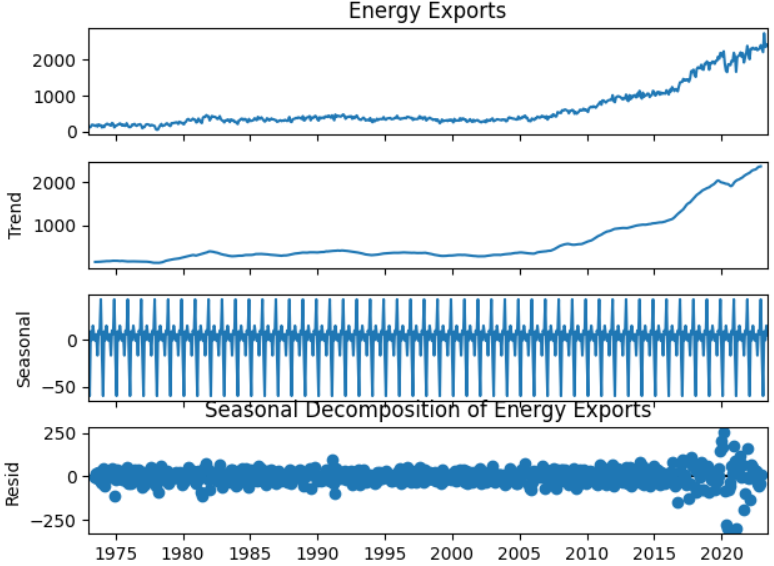 Energy Exports
2000
1000
0
Trend
2000
1000
Seasonal
0
−50
Seasonal Decomposition of Energy Exports
Resid
250
0
−250
1975 1980 1985 1990 1995 2000 2005 2010 2015 2020